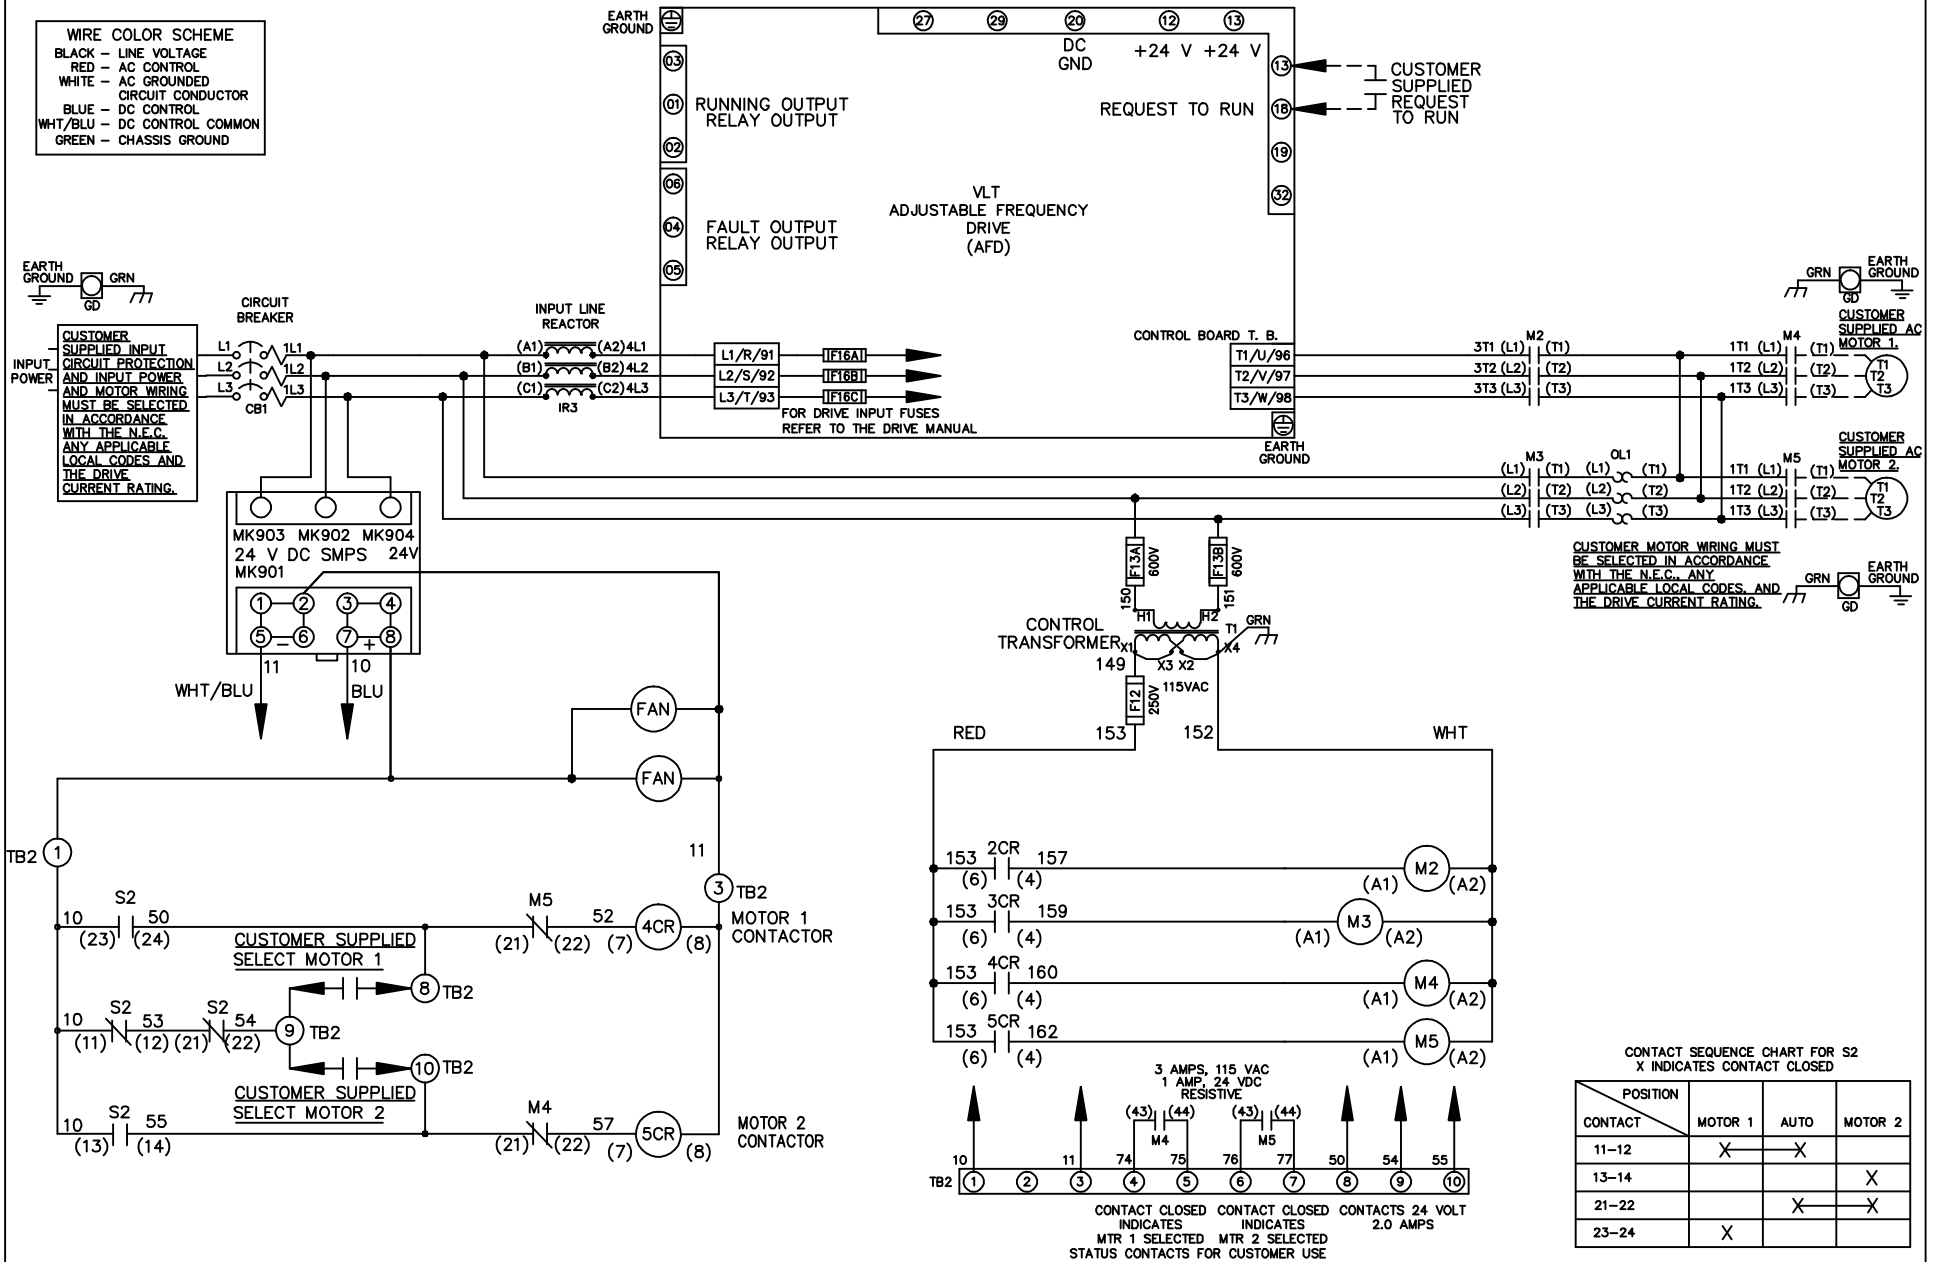 WIRE COLOR SCHEME
BLACK – LINE VOLTAGE
RED – AC CONTROL
WHITE – AC GROUNDED
CIRCUIT CONDUCTOR
BLUE – DC CONTROL
WHT/BLU – DC CONTROL COMMON
GREEN – CHASSIS GROUND
EARTH
GROUND
27 29 20 12 13
DC
GND
+24 V +24 V
03
01
02
RUNNING OUTPUT
RELAY OUTPUT
06
04
05
FAULT OUTPUT
RELAY OUTPUT
13
18
19
32
REQUEST TO RUN
CUSTOMER
SUPPLIED
REQUEST
TO RUN
VLT
ADJUSTABLE FREQUENCY
DRIVE
(AFD)
EARTH
GROUND
GRN
GD
CIRCUIT
BREAKER
INPUT LINE
REACTOR
INPUT
POWER
CUSTOMER
SUPPLIED INPUT
CIRCUIT PROTECTION
AND INPUT POWER
AND MOTOR WIRING
MUST BE SELECTED
IN ACCORDANCE
WITH THE N.E.C.
ANY APPLICABLE
LOCAL CODES AND
THE DRIVE
CURRENT RATING.
L1 1L1
L2 1L2
L3 1L3
CB1
(A1) (A2) 4L1
(B1) (B2) 4L2
(C1) (C2) 4L3
IR3
L1/R/91 F16A
L2/S/92 F16B
L3/T/93 F16C
FOR DRIVE INPUT FUSES
REFER TO THE DRIVE MANUAL
CONTROL BOARD T. B.
T1/U/96
T2/V/97
T3/W/98
EARTH
GROUND
M2
3T1 (L1) (T1)
3T2 (L2) (T2)
3T3 (L3) (T3)
GRN
EARTH
GROUND
GD
CUSTOMER
SUPPLIED AC
MOTOR 1.
M4
1T1 (L1) (T1) T1
1T2 (L2) (T2) T2
1T3 (L3) (T3) T3
M3 OL1
(L1) (T1) (L1) (T1)
(L2) (T2) (L2) (T2)
(L3) (T3) (L3) (T3)
CUSTOMER
SUPPLIED AC
MOTOR 2.
M5
1T1 (L1) (T1) T1
1T2 (L2) (T2) T2
1T3 (L3) (T3) T3
CUSTOMER MOTOR WIRING MUST
BE SELECTED IN ACCORDANCE
WITH THE N.E.C., ANY
APPLICABLE LOCAL CODES, AND
THE DRIVE CURRENT RATING.
GRN
EARTH
GROUND
GD
MK903 MK902 MK904
24 V DC SMPS 24V
MK901
1 2 3 4
5 – 6 7 + 8
11 10
WHT/BLU BLU
F13A 600V
F13B 600V
150 151
H1 H2
CONTROL
TRANSFORMER
T1
GRN
X1 X3 X2 X4
149
115VAC
F12 250V
153 152
RED WHT
FAN
FAN
TB2 1
11
3 TB2
S2
10 50
(23) (24)
M5
(21) (22)
52
(7) 4CR (8)
MOTOR 1
CONTACTOR
CUSTOMER SUPPLIED
SELECT MOTOR 1
8 TB2
S2 S2
10 53 54
(11) (12) (21) (22)
9 TB2
10 TB2
CUSTOMER SUPPLIED
SELECT MOTOR 2
S2
10 55
(13) (14)
M4
(21) (22)
57
(7) 5CR (8)
MOTOR 2
CONTACTOR
153 2CR 157
(6) (4)
(A1) M2 (A2)
153 3CR 159
(6) (4)
(A1) M3 (A2)
153 4CR 160
(6) (4)
(A1) M4 (A2)
153 5CR 162
(6) (4)
(A1) M5 (A2)
3 AMPS, 115 VAC
1 AMP, 24 VDC
RESISTIVE
(43) (44) (43) (44)
M4 M5
10 11 74 75 76 77 50 54 55
TB2 1 2 3 4 5 6 7 8 9 10
CONTACT CLOSED
INDICATES
MTR 1 SELECTED
CONTACT CLOSED
INDICATES
MTR 2 SELECTED
CONTACTS 24 VOLT
2.0 AMPS
STATUS CONTACTS FOR CUSTOMER USE
CONTACT SEQUENCE CHART FOR S2
X INDICATES CONTACT CLOSED
POSITION
CONTACT MOTOR 1 AUTO MOTOR 2
11–12 X X
13–14 X
21–22 X X
23–24 X